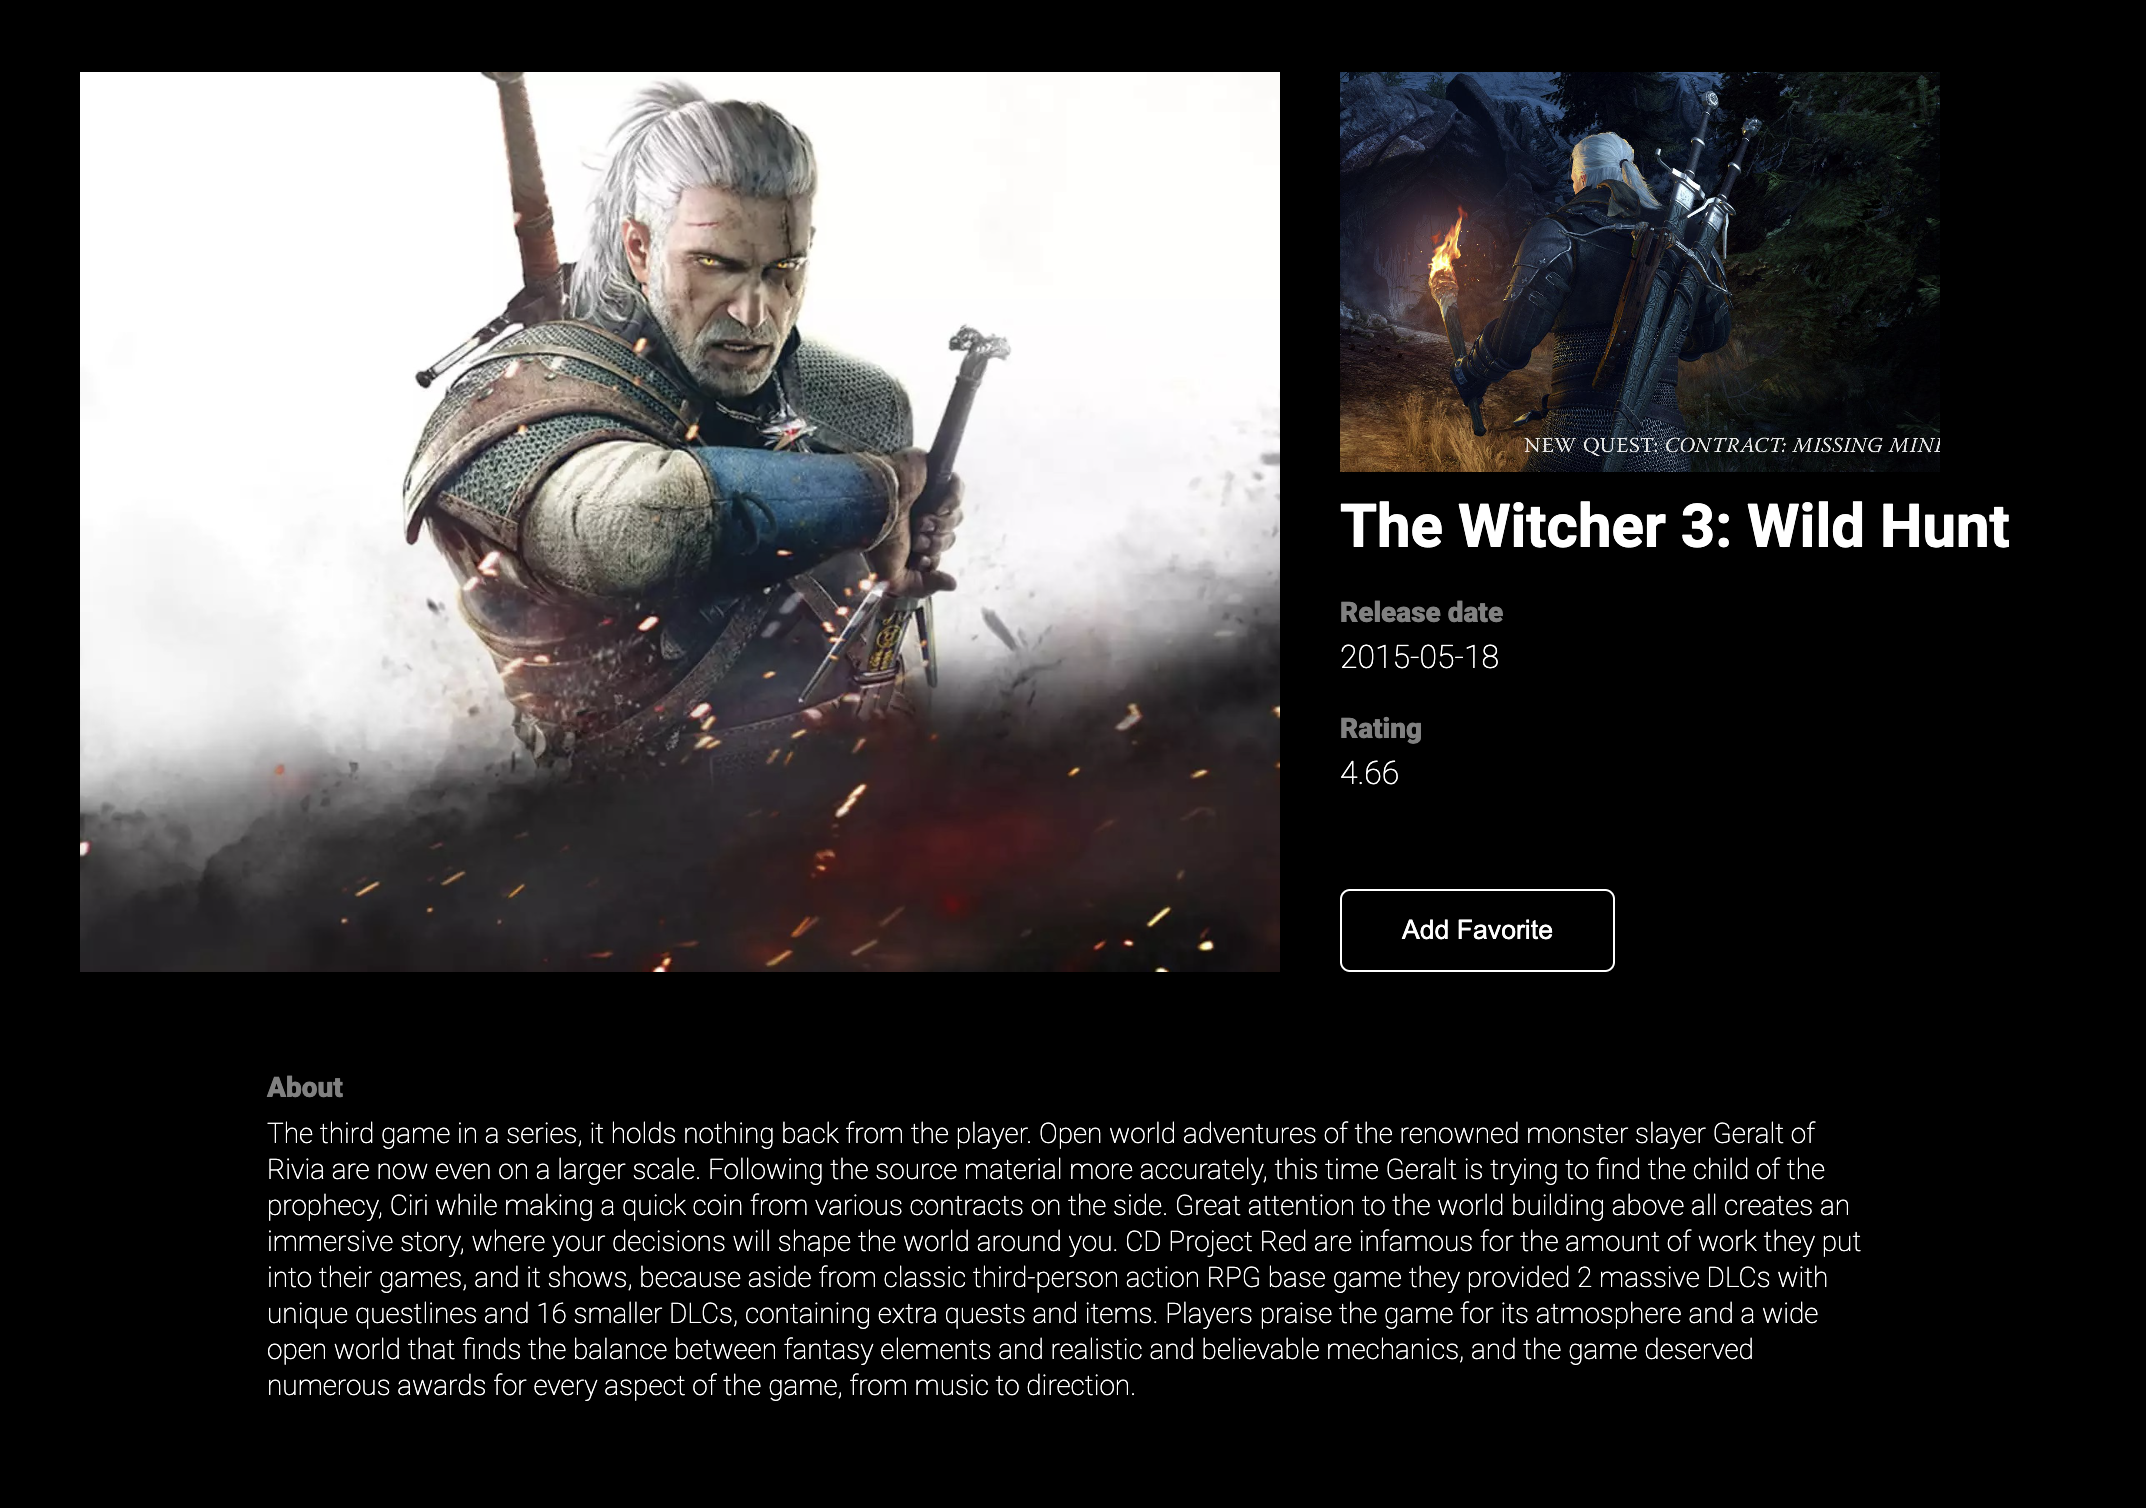 NEW QUEST: CONTRACT: MISSING
The Witcher 3: Wild Hunt
Release date
2015-05-18
Rating
4.66
Add Favorite
About
The third game in a series, it holds nothing back from the player. Open world adventures of the renowned monster slayer Geralt of
Rivia are now even on a larger scale. Following the source material more accurately, this time Geralt is trying to find the child of the
prophecy, Ciri while making a quick coin from various contracts on the side. Great attention to the world building above all creates an
immersive story, where your decisions will shape the world around you. CD Project Red are infamous for the amount of work they put
into their games, and it shows, because aside from classic third-person action RPG base game they provided 2 massive DLCs with
unique questlines and 16 smaller DLCs, containing extra quests and items. Players praise the game for its atmosphere and a wide
open world that finds the balance between fantasy elements and realistic and believable mechanics, and the game deserved
numerous awards for every aspect of the game, from music to direction.